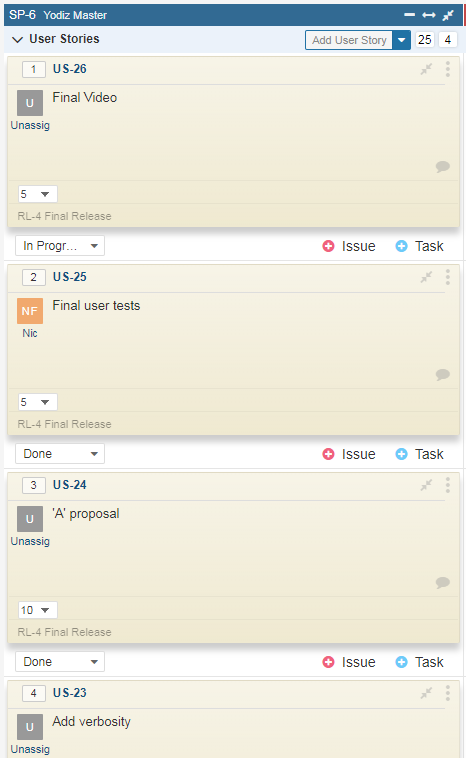 SP-6 Yodiz Master
User Stories Add User Story 25 4
1 US-26
U Final Video
Unassig
5
RL-4 Final Release
In Progr... Issue Task
2 US-25
NF Final user tests
Nic
5
RL-4 Final Release
Done Issue Task
3 US-24
U 'A' proposal
Unassig
10
RL-4 Final Release
Done Issue Task
4 US-23
U Add verbosity
Unassig